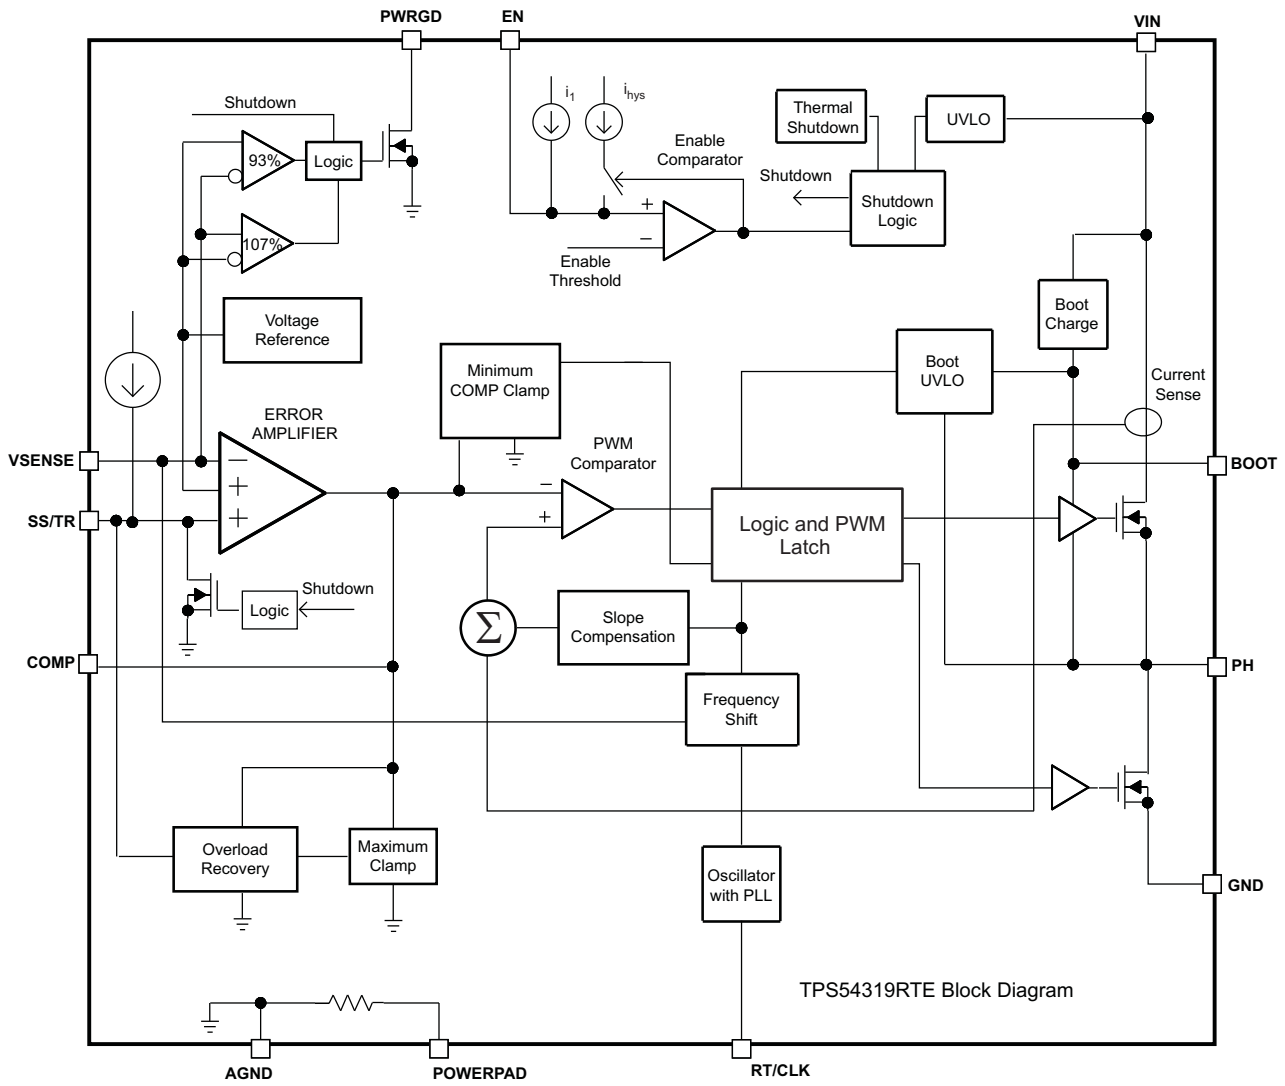 PWRGD
EN
VIN
Shutdown
i1
ihys
Thermal
Shutdown
UVLO
93%
Logic
Enable
Comparator
Shutdown
Shutdown
Logic
+
107%
−
Enable
Threshold
Voltage
Reference
Boot
Charge
Minimum
COMP Clamp
Boot
UVLO
Current
Sense
ERROR
AMPLIFIER
PWM
Comparator
VSENSE
−
BOOT
+
−
SS/TR
+
+
Logic and PWM
Latch
Shutdown
Logic
Σ
Slope
Compensation
COMP
PH
Frequency
Shift
Overload
Recovery
Maximum
Clamp
Oscillator
with PLL
GND
TPS54319RTE Block Diagram
AGND
POWERPAD
RT/CLK